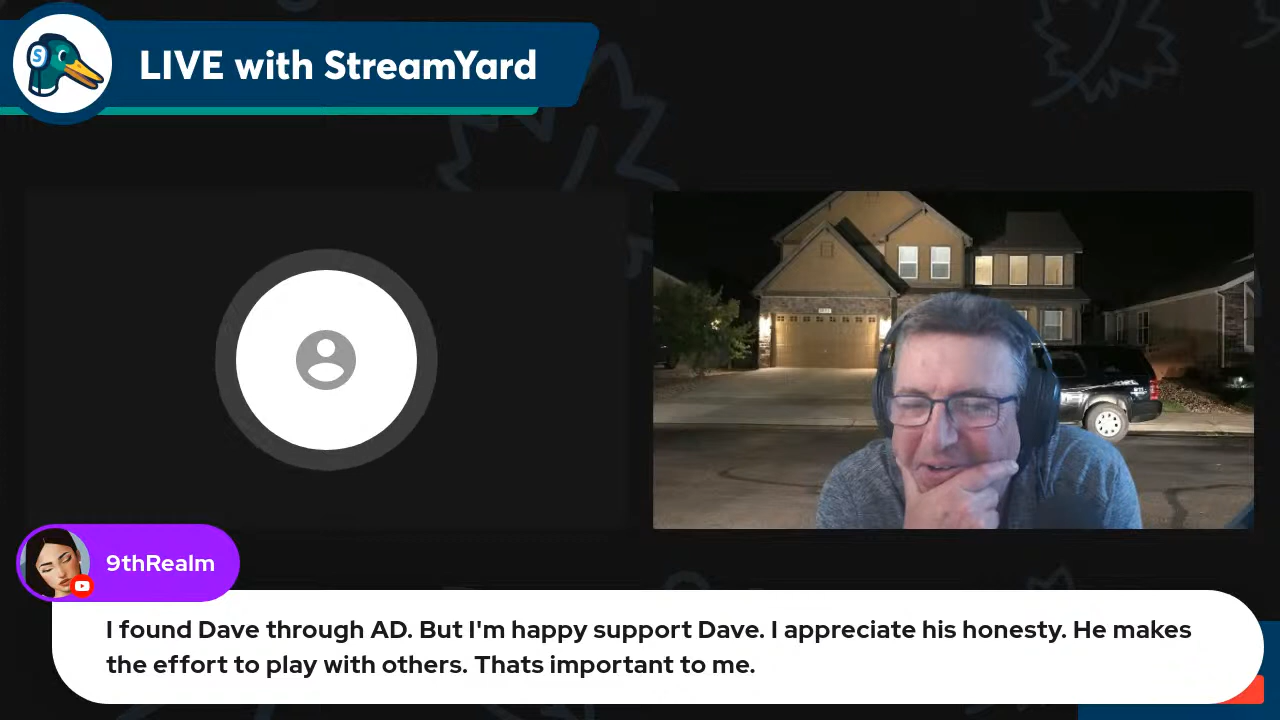 S
LIVE with StreamYard
9thRealm
I found Dave through AD. But I'm happy support Dave. I appreciate his honesty. He makes
the effort to play with others. Thats important to me.